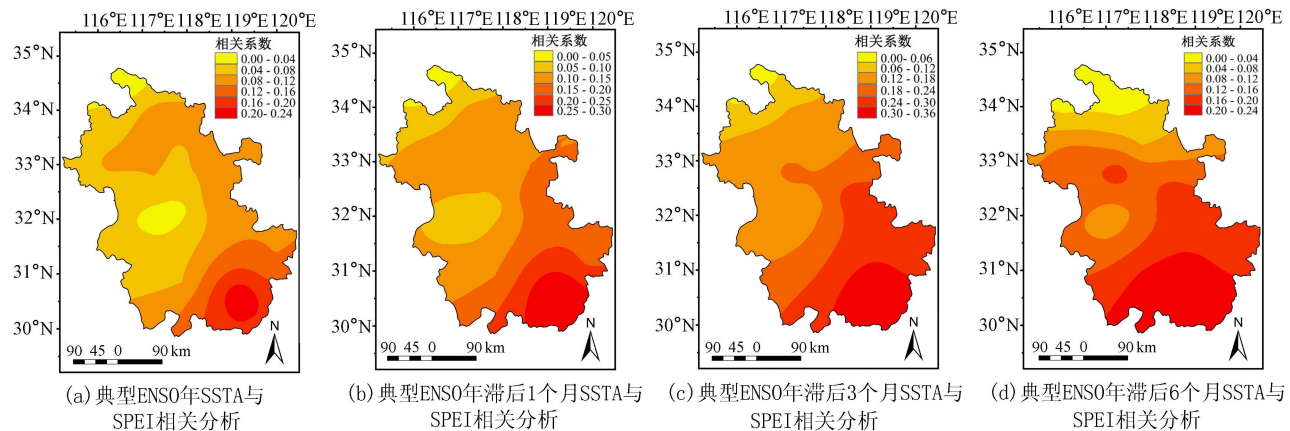 116°E 117°E 118°E 119°E 120°E
35°N
34°N
33°N
32°N
31°N
30°N
相关系数
0.00 - 0.04
0.04 - 0.08
0.08 - 0.12
0.12 - 0.16
0.16 - 0.20
0.20 - 0.24
N
90 45 0 90 km
(a)典型ENSO年SSTA与
SPEI相关分析
116°E 117°E 118°E 119°E 120°E
35°N
34°N
33°N
32°N
31°N
30°N
相关系数
0.00 - 0.05
0.05 - 0.10
0.10 - 0.15
0.15 - 0.20
0.20 - 0.25
0.25 - 0.30
N
90 45 0 90 km
(b)典型ENSO年滞后1个月SSTA与
SPEI相关分析
116°E 117°E 118°E 119°E 120°E
35°N
34°N
33°N
32°N
31°N
30°N
相关系数
0.00 - 0.06
0.06 - 0.12
0.12 - 0.18
0.18 - 0.24
0.24 - 0.30
0.30 - 0.36
N
90 45 0 90 km
(c)典型ENSO年滞后3个月SSTA与
SPEI相关分析
116°E 117°E 118°E 119°E 120°E
35°N
34°N
33°N
32°N
31°N
30°N
相关系数
0.00 - 0.04
0.04 - 0.08
0.08 - 0.12
0.12 - 0.16
0.16 - 0.20
0.20 - 0.24
N
90 45 0 90 km
(d)典型ENSO年滞后6个月SSTA与
SPEI相关分析